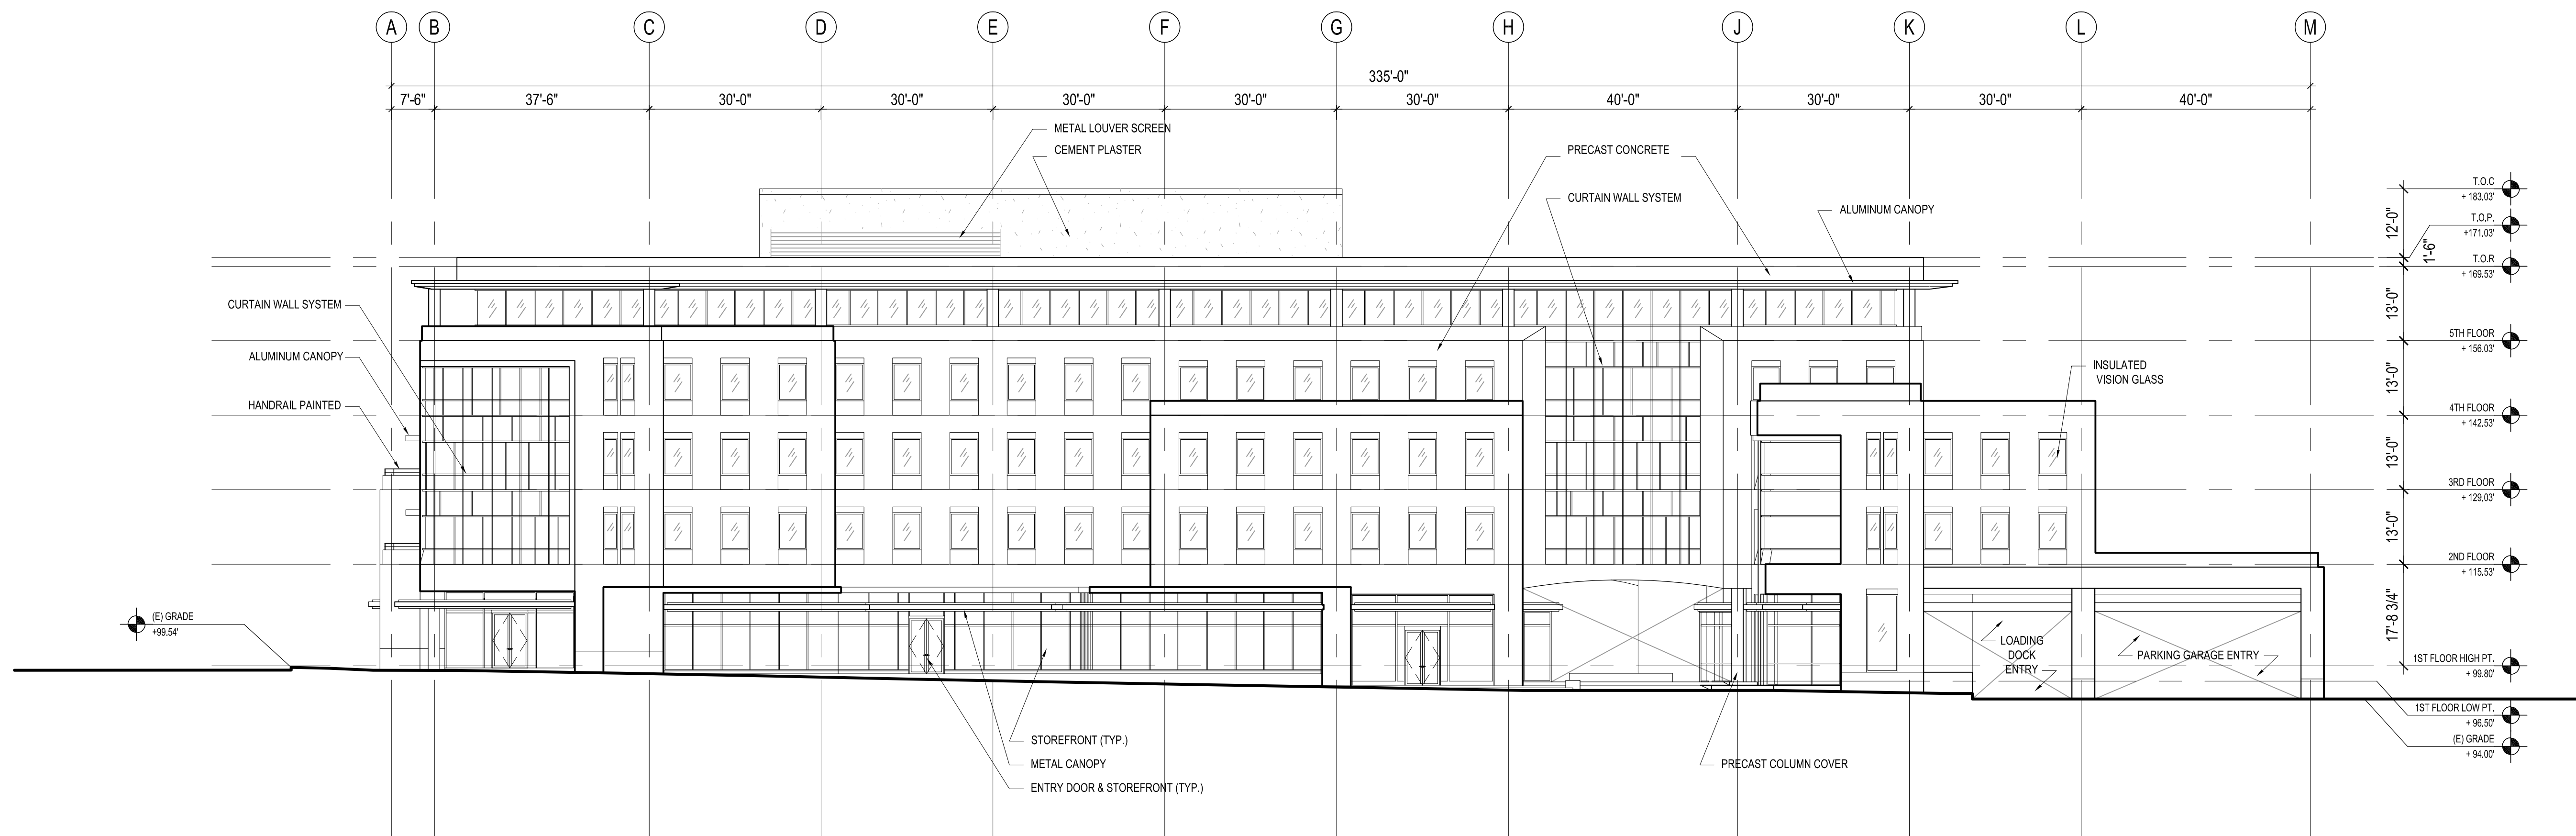 A B C D E F G H J K L M
335'-0"
7'-6" 37'-6" 30'-0" 30'-0" 30'-0" 30'-0" 30'-0" 40'-0" 30'-0" 30'-0" 40'-0"
METAL LOUVER SCREEN
CEMENT PLASTER
PRECAST CONCRETE
CURTAIN WALL SYSTEM
ALUMINUM CANOPY
CURTAIN WALL SYSTEM
ALUMINUM CANOPY
HANDRAIL PAINTED
INSULATED
VISION GLASS
(E) GRADE
+99.54'
LOADING
DOCK
ENTRY
PARKING GARAGE ENTRY
STOREFRONT (TYP.)
METAL CANOPY
ENTRY DOOR & STOREFRONT (TYP.)
PRECAST COLUMN COVER
12'-0"
1'-6"
13'-0"
13'-0"
13'-0"
13'-0"
17'-8 3/4"
T.O.C
+ 183.03'
T.O.P.
+171.03'
T.O.R
+ 169.53'
5TH FLOOR
+ 156.03'
4TH FLOOR
+ 142.53'
3RD FLOOR
+ 129.03'
2ND FLOOR
+ 115.53'
1ST FLOOR HIGH PT.
+ 99.80'
1ST FLOOR LOW PT.
+ 96.50'
(E) GRADE
+ 94.00'